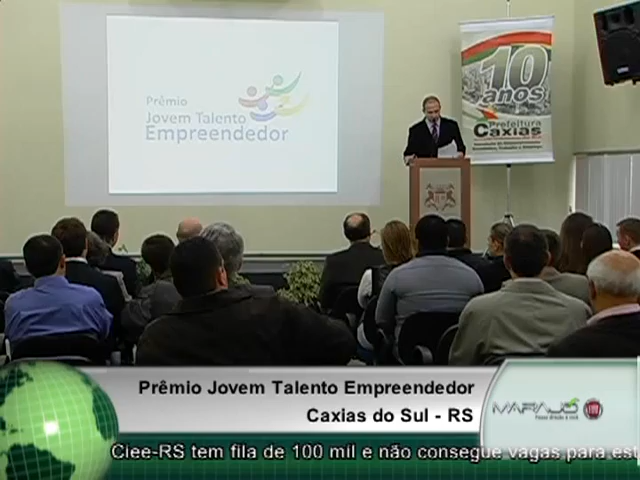 Prêmio
Jovem Talento
Empreendedor
10
anos
Prefeitura
Caxias
Prêmio Jovem Talento Empreendedor
Caxias do Sul - RS
MARAJÓ
FIAT
Ciee-RS tem fila de 100 mil e não consegue vagas para est